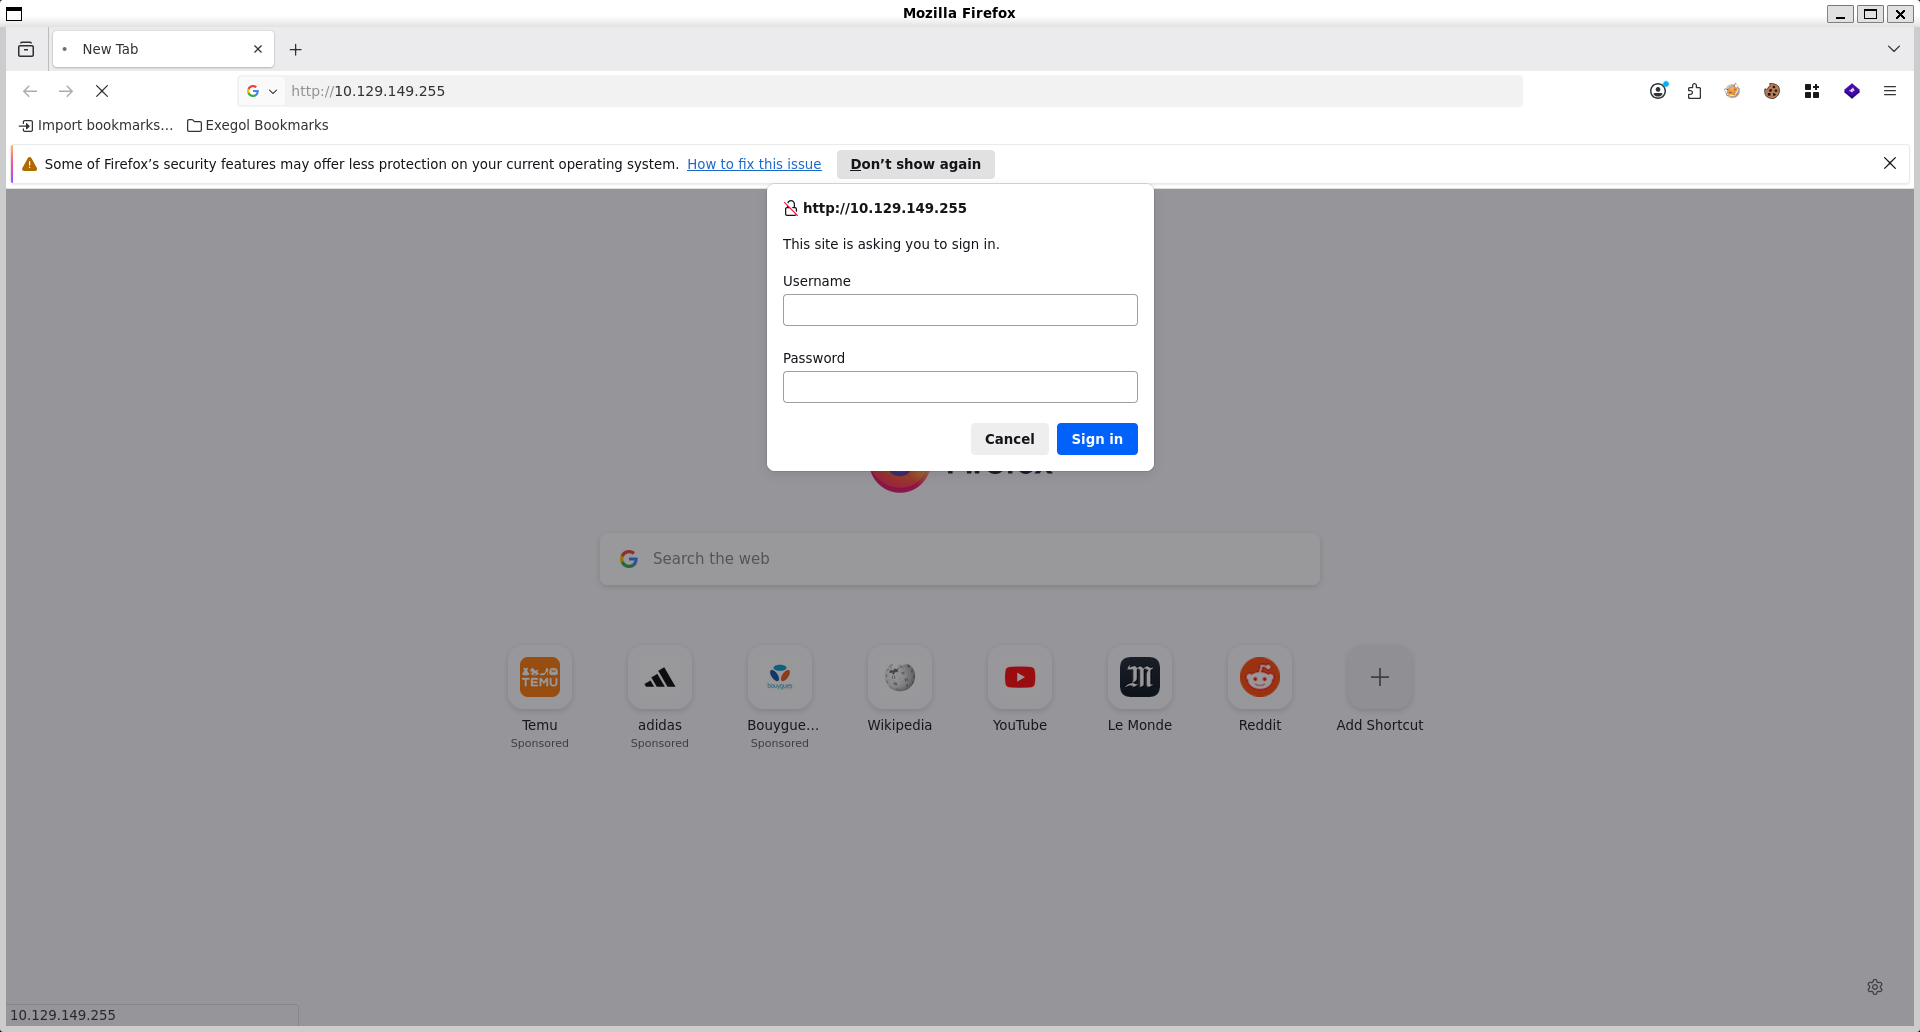 Mozilla Firefox
New Tab
http://10.129.149.255
Import bookmarks...
Exegol Bookmarks
Some of Firefox’s security features may offer less protection on your current operating system. How to fix this issue Don’t show again
http://10.129.149.255
This site is asking you to sign in.
Username
Password
Cancel
Sign in
Firefox
Search the web
TEMU
bouygues
Temu
adidas
Bouygue...
Wikipedia
YouTube
Le Monde
Reddit
Add Shortcut
Sponsored
Sponsored
Sponsored
10.129.149.255